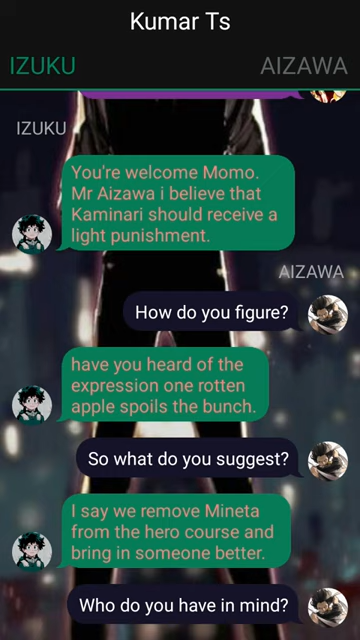 Kumar Ts
IZUKU AIZAWA
IZUKU
You're welcome Momo.
Mr Aizawa i believe that
Kaminari should receive a
light punishment.
AIZAWA
How do you figure?
have you heard of the
expression one rotten
apple spoils the bunch.
So what do you suggest?
I say we remove Mineta
from the hero course and
bring in someone better.
Who do you have in mind?